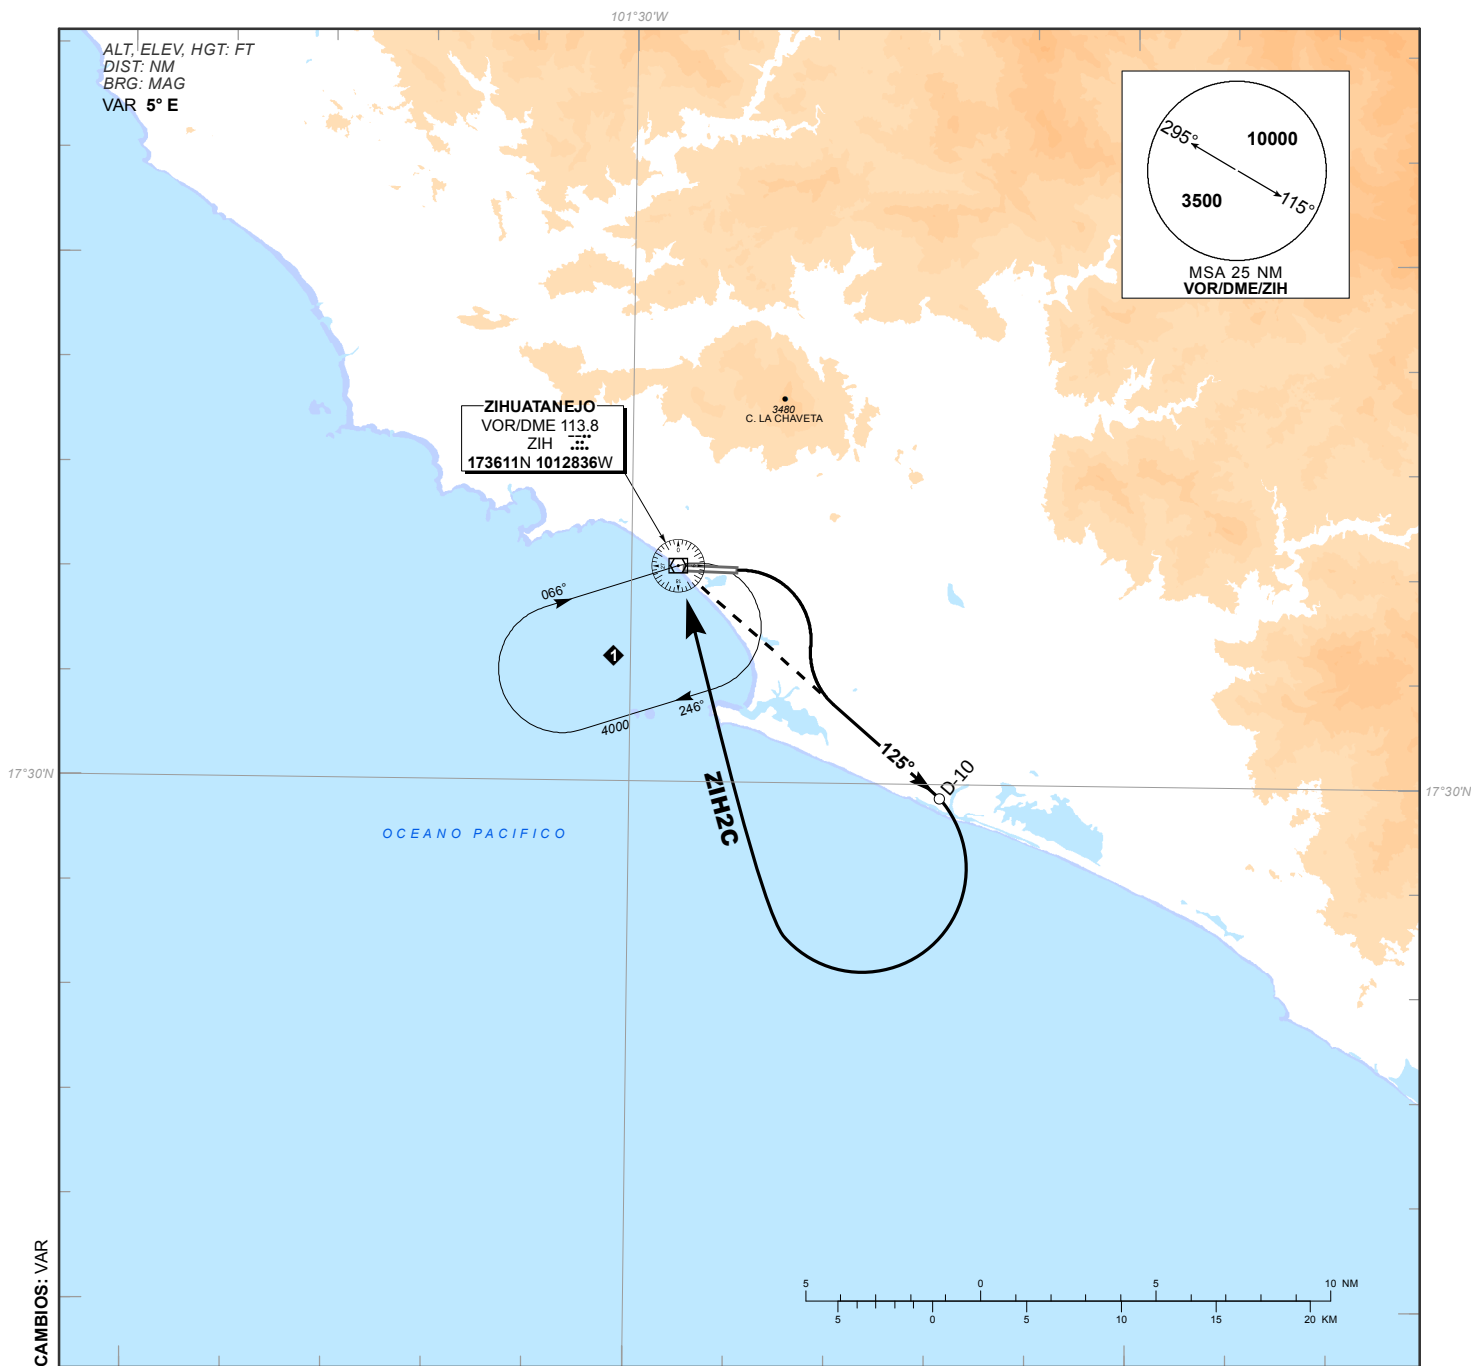 101°30'W
ALT, ELEV, HGT: FT
DIST: NM
BRG: MAG
VAR 5° E
295°
10000
3500
115°
MSA 25 NM
VOR/DME/ZIH
3480
C. LA CHAVETA
ZIHUATANEJO
VOR/DME 113.8
ZIH
173611N 1012836W
066°
1
246°
4000
125°
D-10
ZIH2C
17°30'N
17°30'N
OCEANO PACIFICO
CAMBIOS: VAR
5 0 5 10 NM
5 0 5 10 15 20 KM